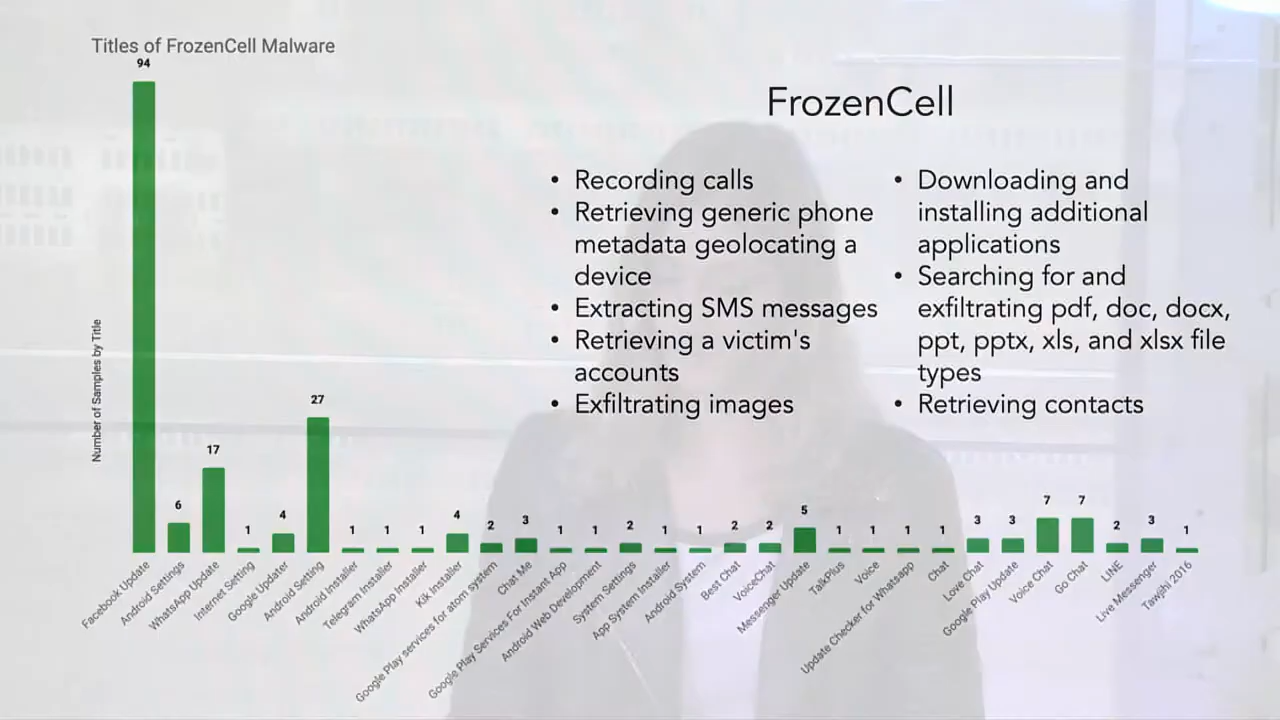 Titles of FrozenCell Malware
94
6
17
1
4
27
1
1
1
4
2
3
1
1
2
1
1
2
2
5
1
1
1
1
3
3
7
7
2
3
1
Number of Samples by Title
Facebook Update
Android Settings
WhatsApp Update
Internet Setting
Google Updater
Android Setting
Android Installer
Telegram Installer
WhatsApp Installer
Kik Installer
Google Play services for atom system
Chat Me
Google Play Services For Instant App
Android Web Development
System Settings
App System Installer
Android System
Best Chat
VoiceChat
Messenger Update
TalkPlus
Voice
Update Checker for Whatsapp
Chat
Love Chat
Google Play Update
Voice Chat
Go Chat
LINE
Live Messenger
Tawjihi 2016
FrozenCell
• Recording calls
• Retrieving generic phone
metadata geolocating a
device
• Extracting SMS messages
• Retrieving a victim's
accounts
• Exfiltrating images
• Downloading and
installing additional
applications
• Searching for and
exfiltrating pdf, doc, docx,
ppt, pptx, xls, and xlsx file
types
• Retrieving contacts